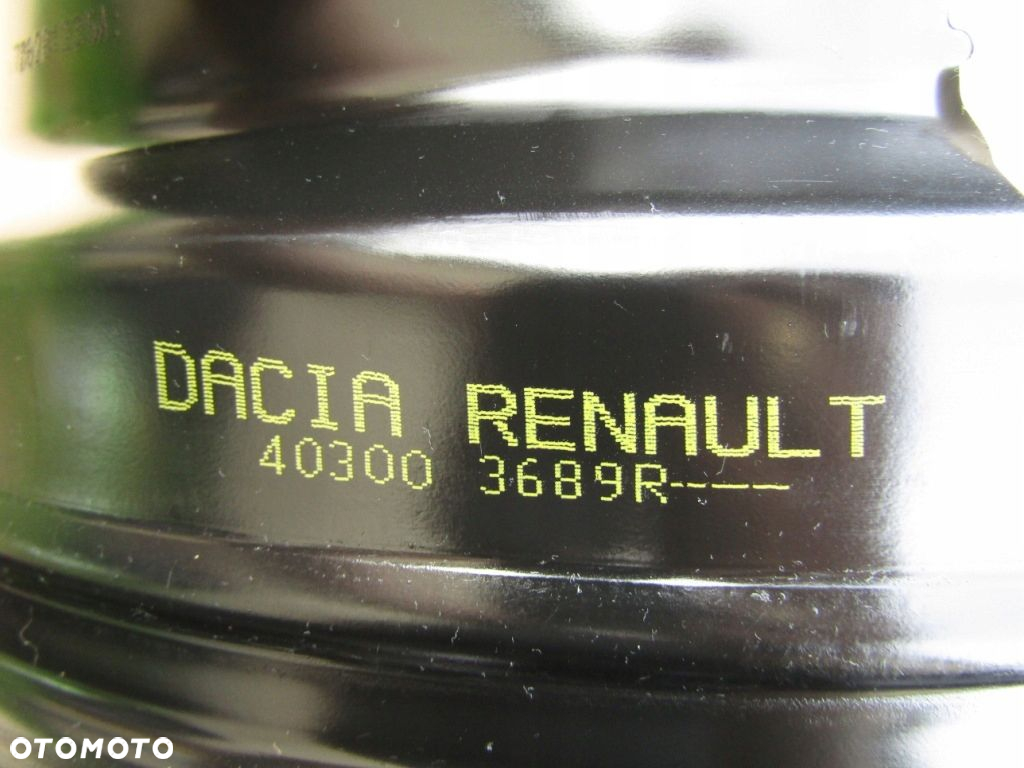 DACIA RENAULT
40300 3689R----
OTOMOTO